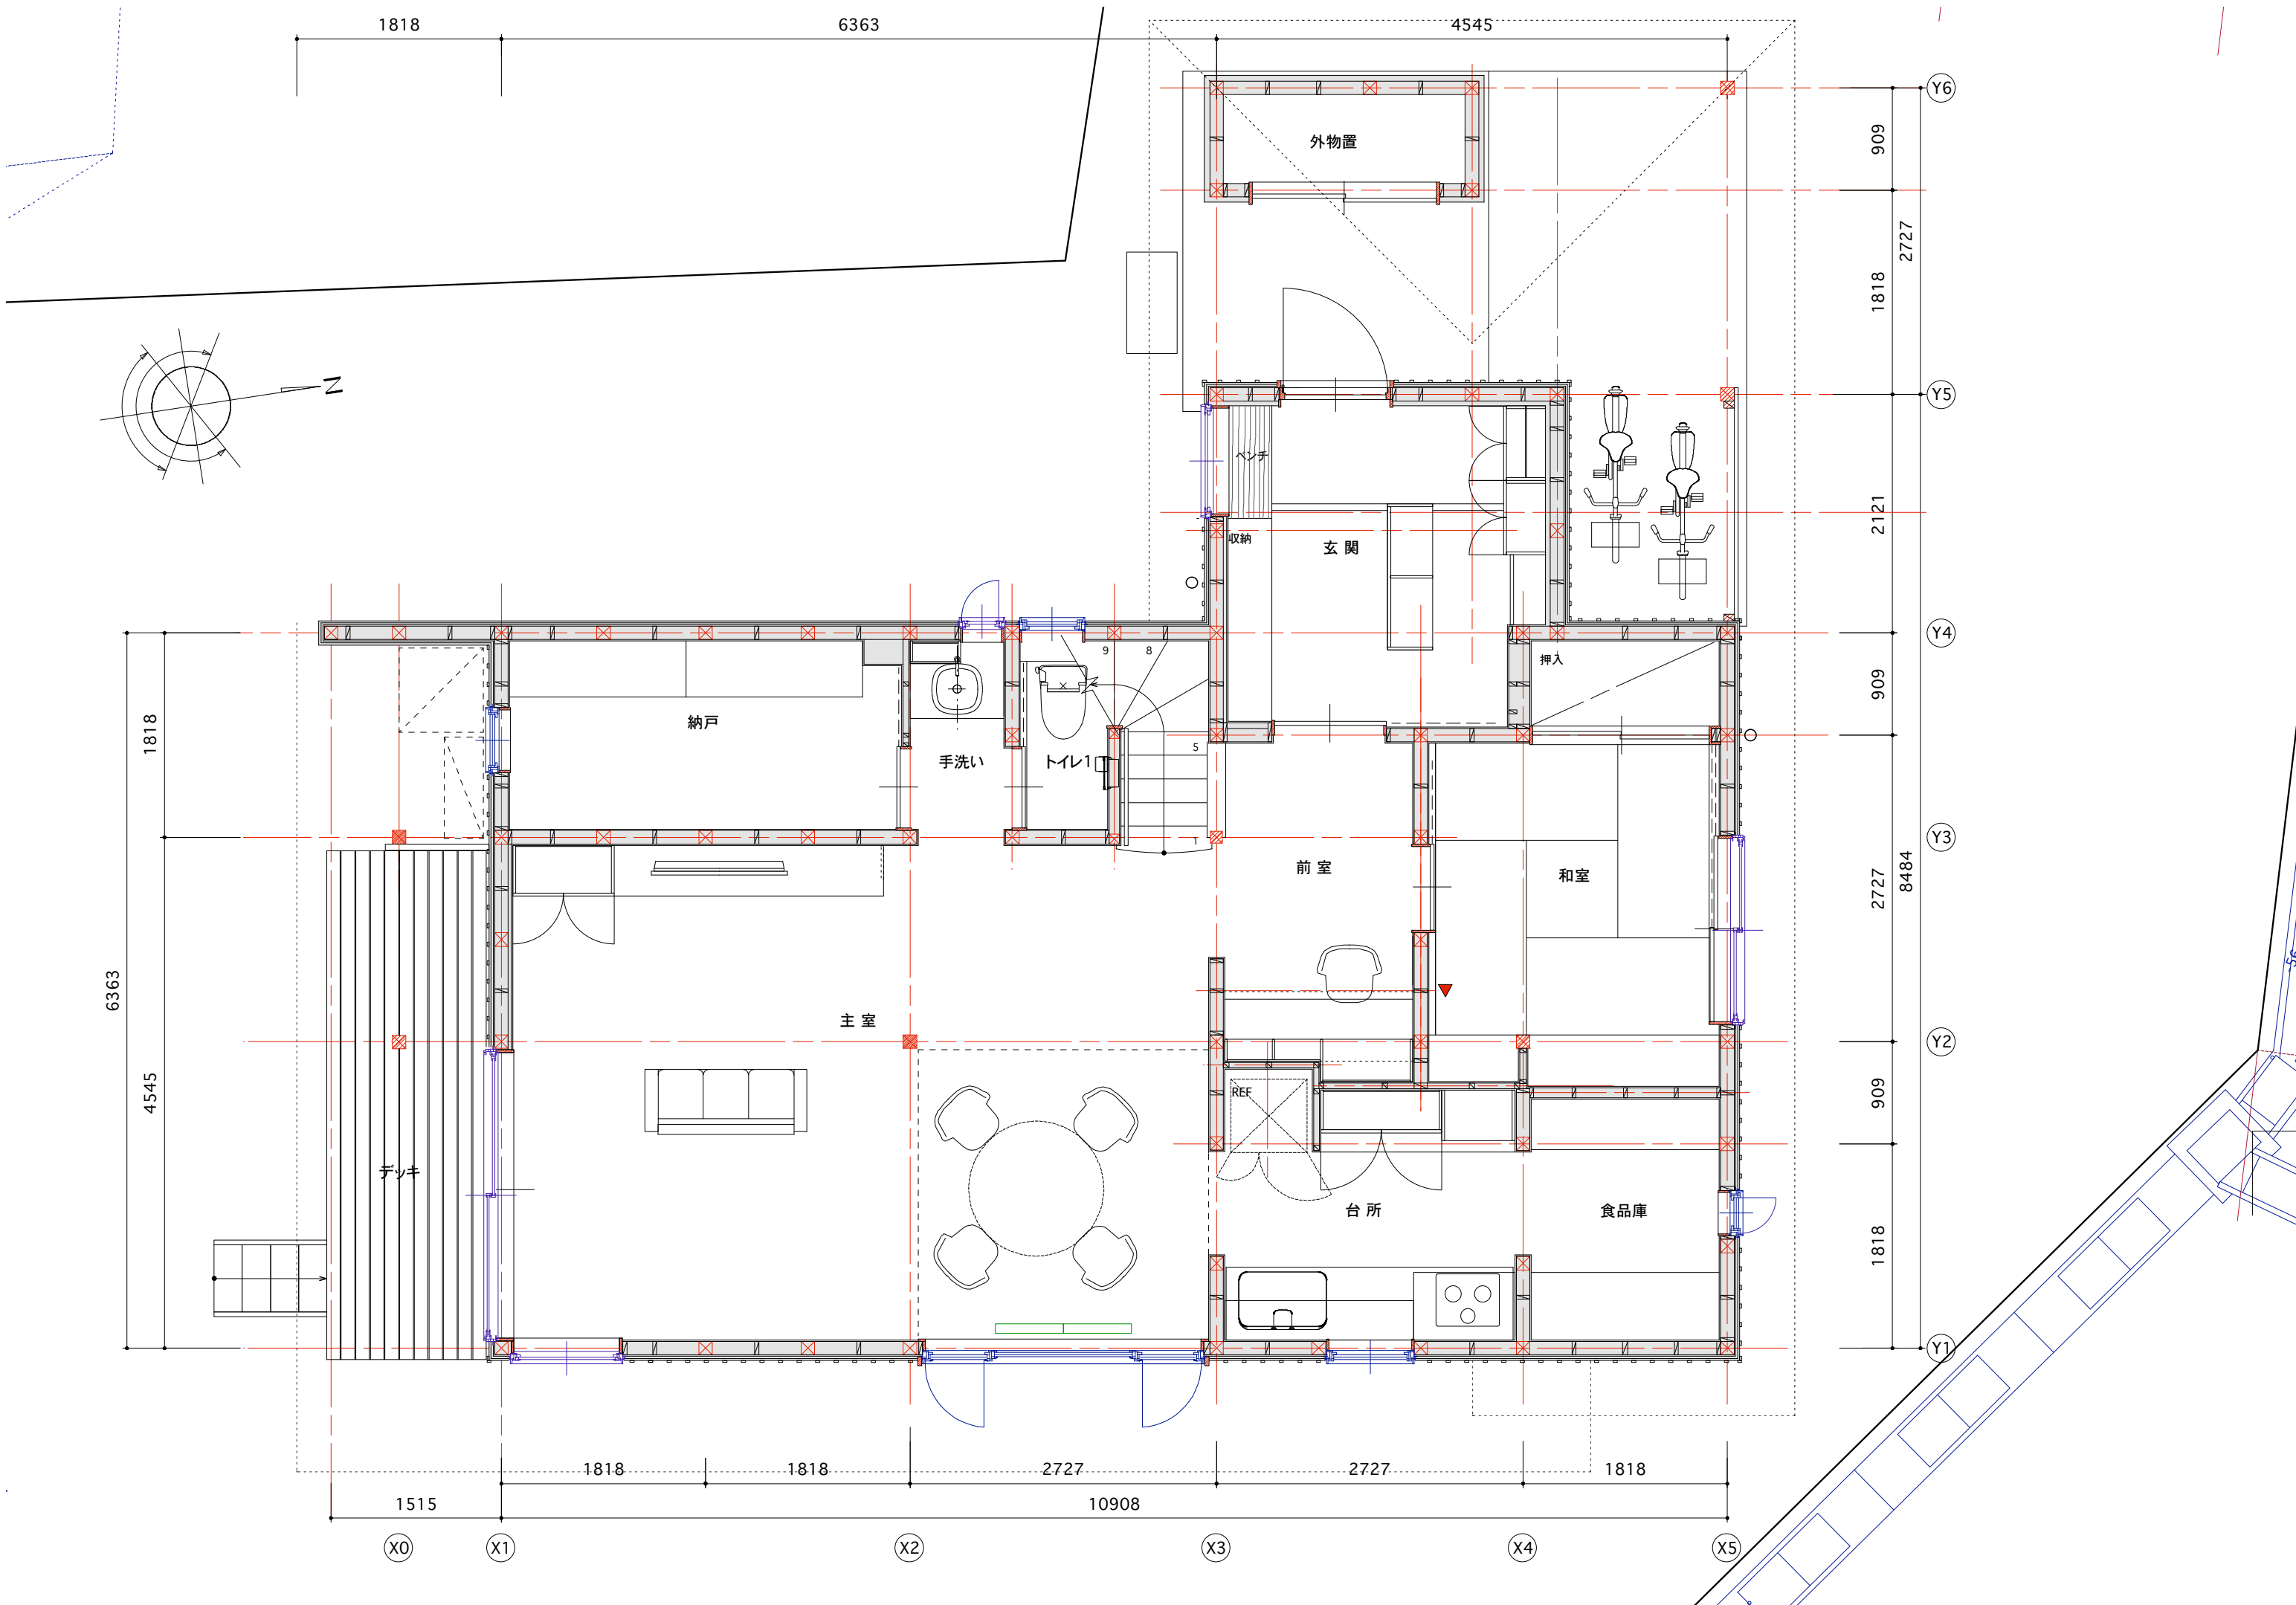 1818
6363
4545
Y6
909
外物置
2727
1818
N
Y5
ベンチ
2121
収納
玄関
Y4
9
8
押入
909
納戸
1818
5
手洗い
トイレ1
Y3
1
前室
和室
2727
8484
6363
主室
Y2
REF
4545
909
デッキ
台所
食品庫
1818
Y1
1818
1818
2727
2727
1818
1515
10908
X0
X1
X2
X3
X4
X5